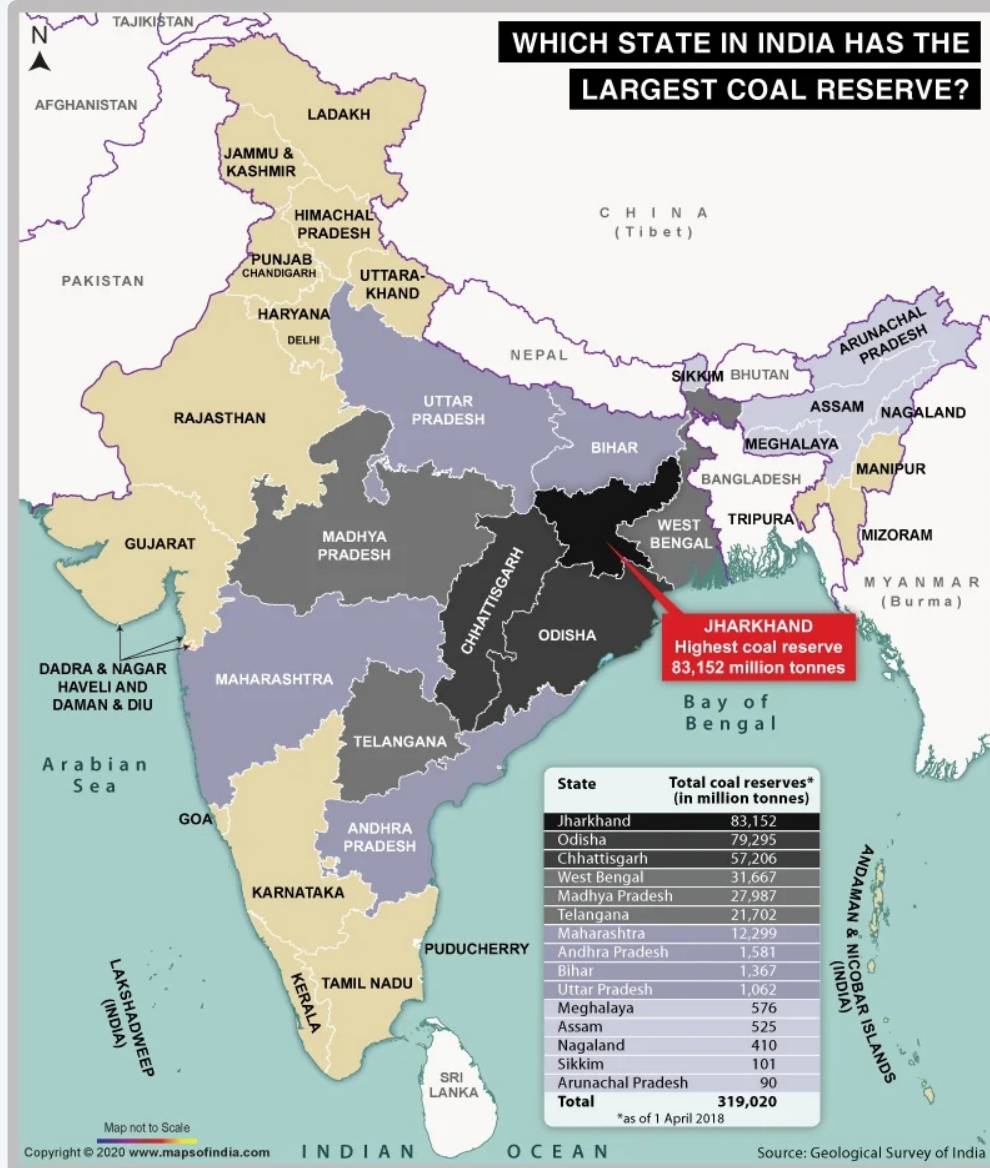 WHICH STATE IN INDIA HAS THE
LARGEST COAL RESERVE?
N
TAJIKISTAN
AFGHANISTAN
LADAKH
JAMMU &
KASHMIR
CHINA
(Tibet)
HIMACHAL
PRADESH
PUNJAB
CHANDIGARH
PAKISTAN
UTTARA-
KHAND
HARYANA
DELHI
NEPAL
SIKKIM
BHUTAN
ARUNACHAL
PRADESH
RAJASTHAN
UTTAR
PRADESH
BIHAR
ASSAM
NAGALAND
MEGHALAYA
MANIPUR
BANGLADESH
GUJARAT
MADHYA
PRADESH
CHHATTISGARH
WEST
BENGAL
TRIPURA
MIZORAM
MYANMAR
(Burma)
ODISHA
JHARKHAND
Highest coal reserve
83,152 million tonnes
DADRA & NAGAR
HAVELI AND
DAMAN & DIU
MAHARASHTRA
Bay of
Bengal
TELANGANA
Arabian
Sea
GOA
ANDHRA
PRADESH
KARNATAKA
PUDUCHERRY
TAMIL NADU
KERALA
LAKSHADWEEP
(INDIA)
ANDAMAN & NICOBAR ISLANDS
(INDIA)
SRI
LANKA
State Total coal reserves*
(in million tonnes)
Jharkhand 83,152
Odisha 79,295
Chhattisgarh 57,206
West Bengal 31,667
Madhya Pradesh 27,987
Telangana 21,702
Maharashtra 12,299
Andhra Pradesh 1,581
Bihar 1,367
Uttar Pradesh 1,062
Meghalaya 576
Assam 525
Nagaland 410
Sikkim 101
Arunachal Pradesh 90
Total 319,020
*as of 1 April 2018
Map not to Scale
Copyright © 2020 www.mapsofindia.com
INDIAN OCEAN
Source: Geological Survey of India